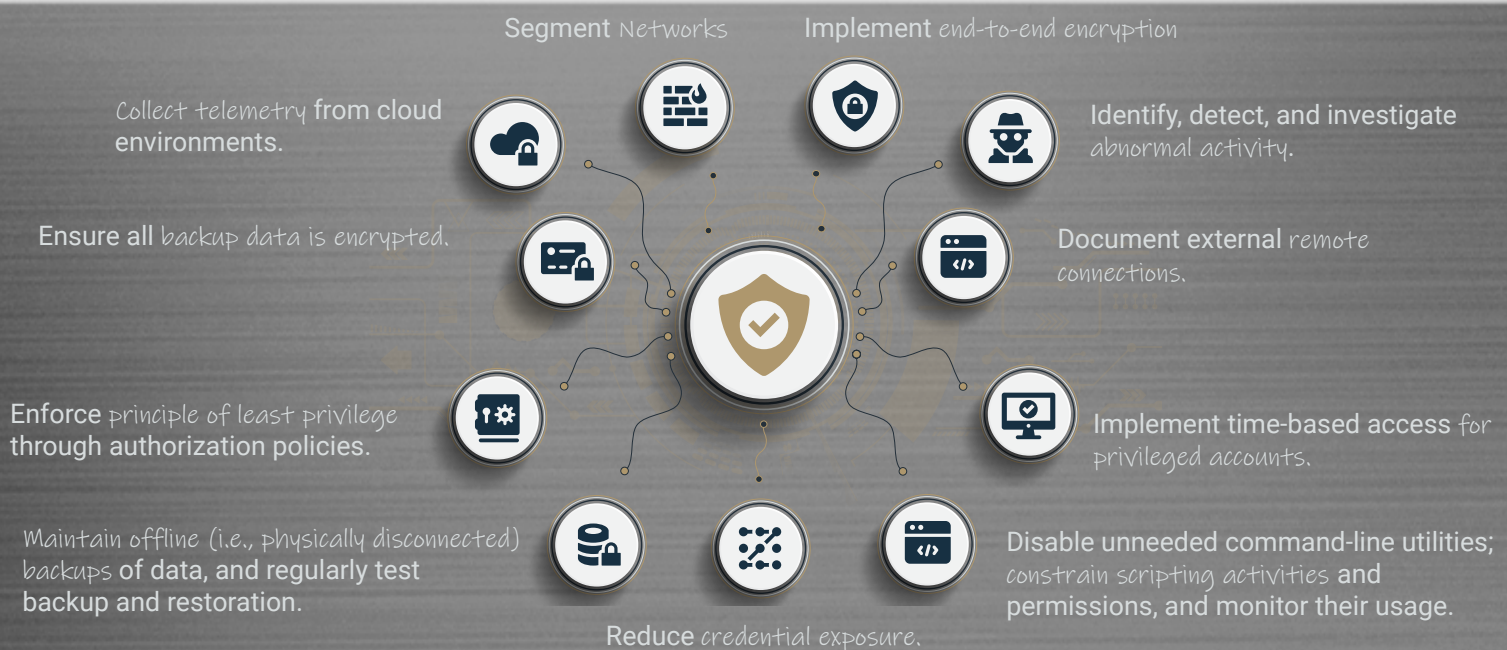 Segment Networks
Implement end-to-end encryption
Collect telemetry from cloud
environments.
Identify, detect, and investigate
abnormal activity.
Ensure all backup data is encrypted.
Document external remote
connections.
Enforce principle of least privilege
through authorization policies.
Implement time-based access for
privileged accounts.
Maintain offline (i.e., physically disconnected)
backups of data, and regularly test
backup and restoration.
Disable unneeded command-line utilities;
constrain scripting activities and
permissions, and monitor their usage.
Reduce credential exposure.